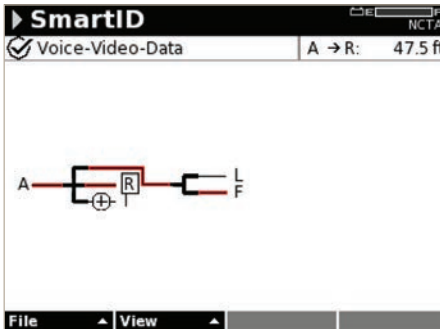 SmartID
E F
NCTA
Voice-Video-Data A → R: 47.5 ft
L
A R F
I
File View